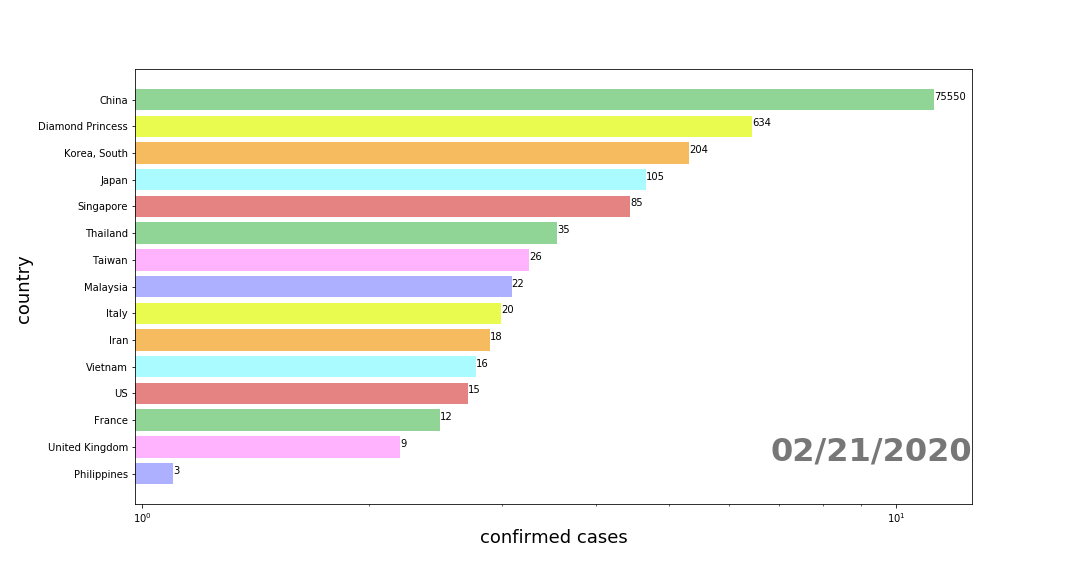 China 75550
Diamond Princess 634
Korea, South 204
Japan 105
Singapore 85
Thailand 35
Taiwan 26
Malaysia 22
Italy 20
Iran 18
Vietnam 16
US 15
France 12
United Kingdom 9
02/21/2020
Philippines 3
10⁰ 10¹
confirmed cases
country